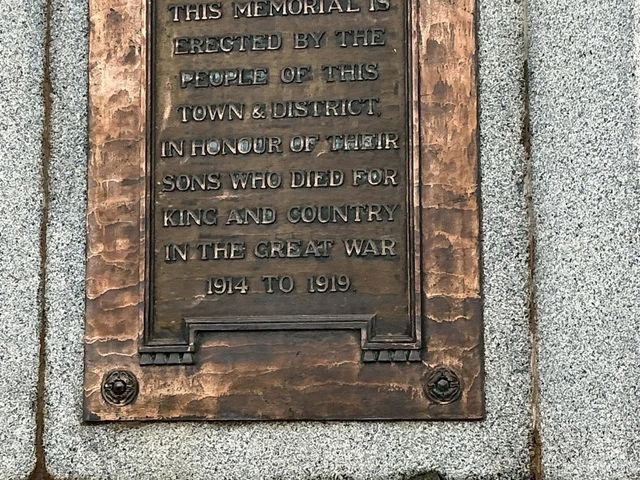 THIS MEMORIAL IS
ERECTED BY THE
PEOPLE OF THIS
TOWN & DISTRICT,
IN HONOUR OF THEIR
SONS WHO DIED FOR
KING AND COUNTRY
IN THE GREAT WAR
1914 TO 1919.